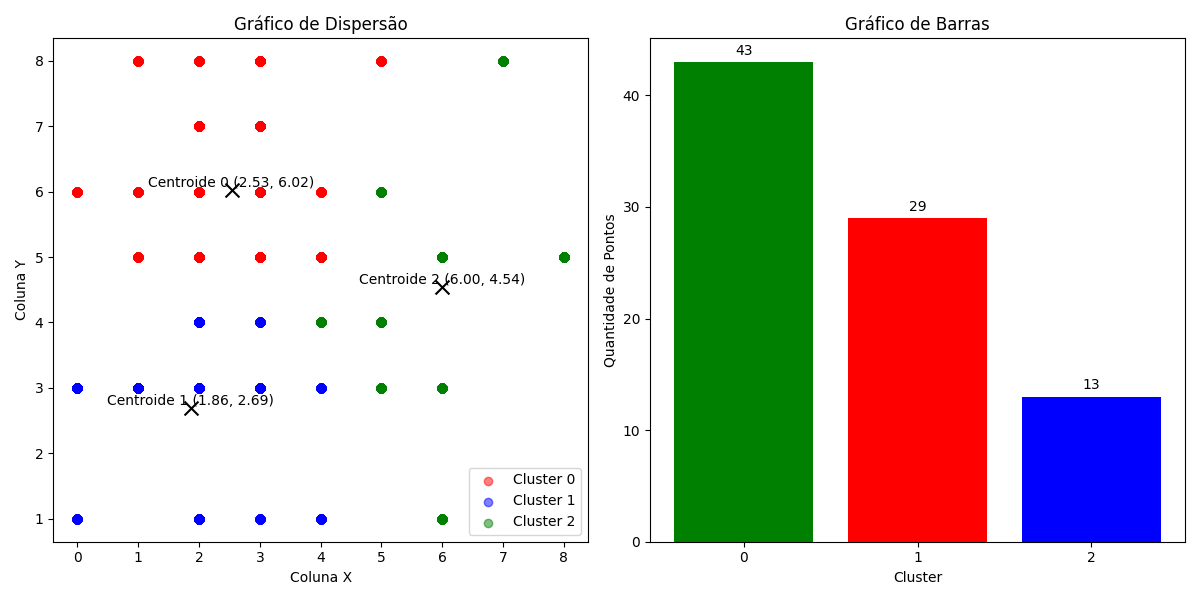 Gráfico de Dispersão
8
7
6
5
4
3
2
1
Coluna Y
Centroide 0 (2.53, 6.02)
Centroide 2 (6.00, 4.54)
Centroide 1 (1.86, 2.69)
Cluster 0
Cluster 1
Cluster 2
0 1 2 3 4 5 6 7 8
Coluna X
Gráfico de Barras
40
30
20
10
0
Quantidade de Pontos
43
29
13
0 1 2
Cluster